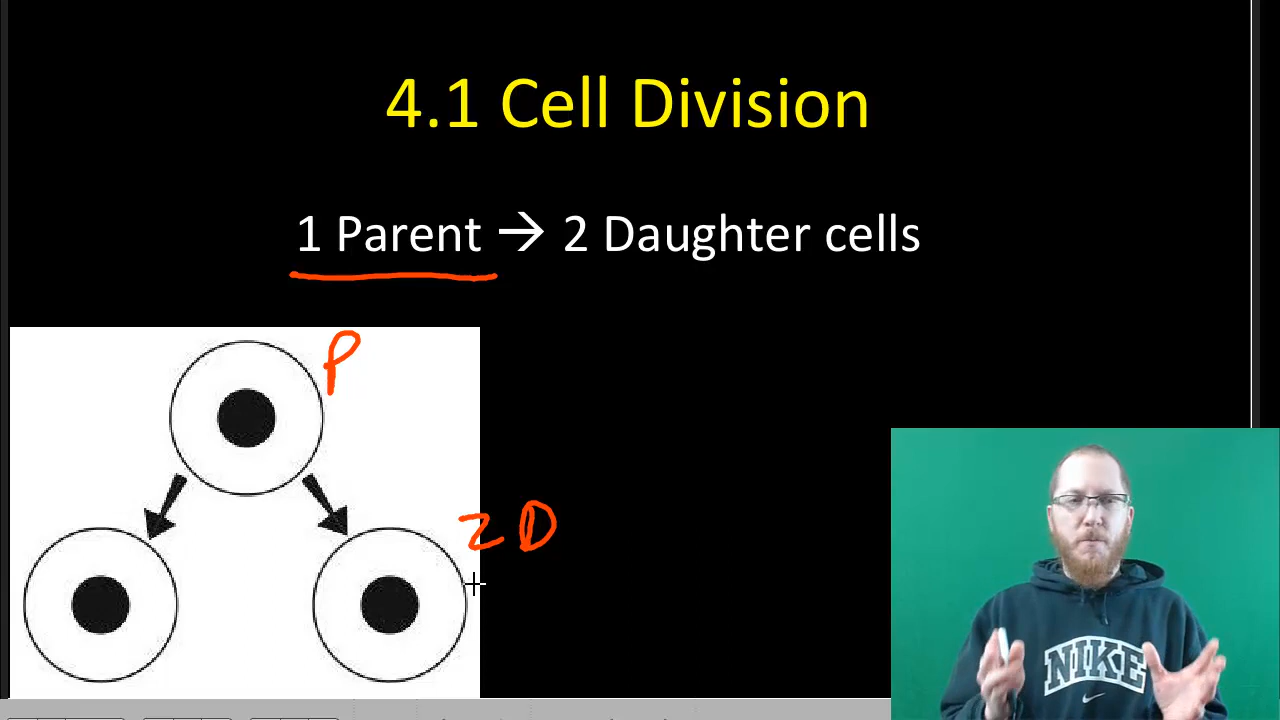 4.1 Cell Division
1 Parent → 2 Daughter cells
P
2 D
NIKE